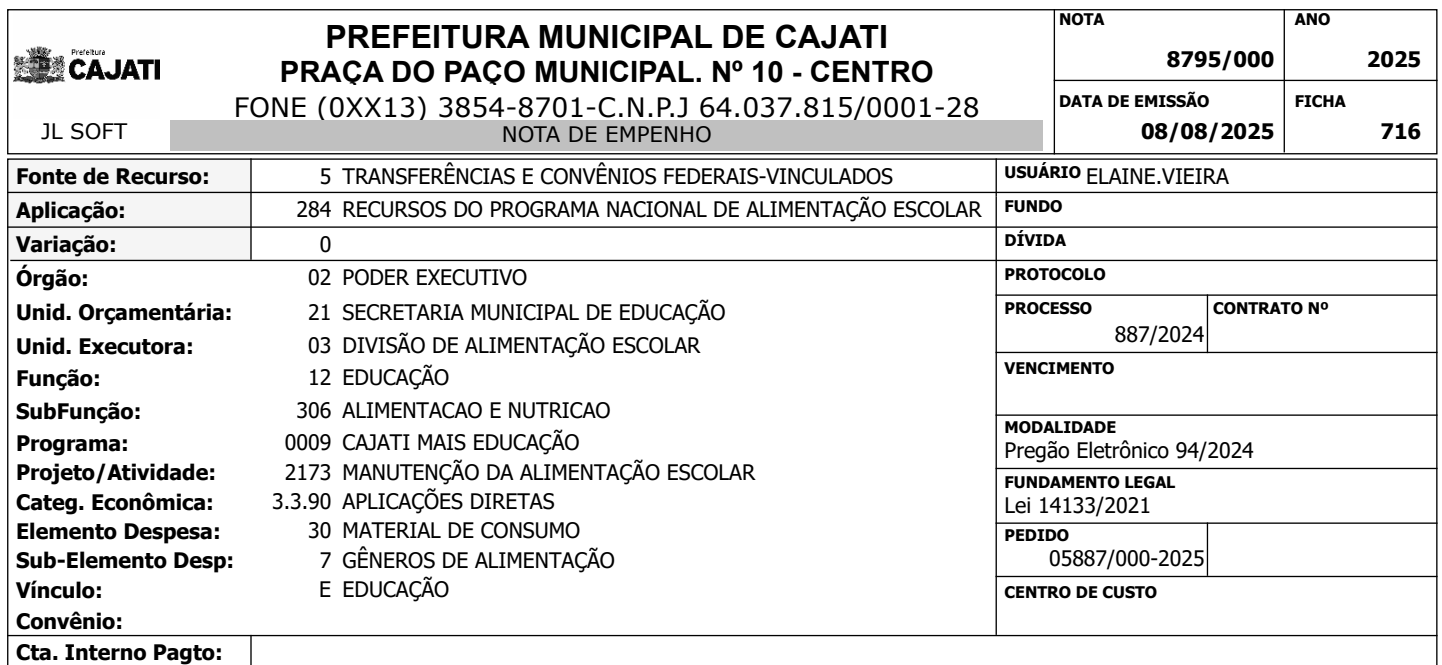 Prefeitura
CAJATI
JL SOFT
PREFEITURA MUNICIPAL DE CAJATI
PRAÇA DO PAÇO MUNICIPAL. Nº 10 - CENTRO
FONE (0XX13) 3854-8701-C.N.P.J 64.037.815/0001-28
NOTA DE EMPENHO
NOTA
8795/000
ANO
2025
DATA DE EMISSÃO
08/08/2025
FICHA
716
Fonte de Recurso: 5 TRANSFERÊNCIAS E CONVÊNIOS FEDERAIS-VINCULADOS
Aplicação: 284 RECURSOS DO PROGRAMA NACIONAL DE ALIMENTAÇÃO ESCOLAR
Variação: 0
Órgão: 02 PODER EXECUTIVO
Unid. Orçamentária: 21 SECRETARIA MUNICIPAL DE EDUCAÇÃO
Unid. Executora: 03 DIVISÃO DE ALIMENTAÇÃO ESCOLAR
Função: 12 EDUCAÇÃO
SubFunção: 306 ALIMENTACAO E NUTRICAO
Programa: 0009 CAJATI MAIS EDUCAÇÃO
Projeto/Atividade: 2173 MANUTENÇÃO DA ALIMENTAÇÃO ESCOLAR
Categ. Econômica: 3.3.90 APLICAÇÕES DIRETAS
Elemento Despesa: 30 MATERIAL DE CONSUMO
Sub-Elemento Desp: 7 GÊNEROS DE ALIMENTAÇÃO
Vínculo: E EDUCAÇÃO
Convênio:
Cta. Interno Pagto:
USUÁRIO ELAINE.VIEIRA
FUNDO
DÍVIDA
PROTOCOLO
PROCESSO
887/2024
CONTRATO Nº
VENCIMENTO
MODALIDADE
Pregão Eletrônico 94/2024
FUNDAMENTO LEGAL
Lei 14133/2021
PEDIDO
05887/000-2025
CENTRO DE CUSTO